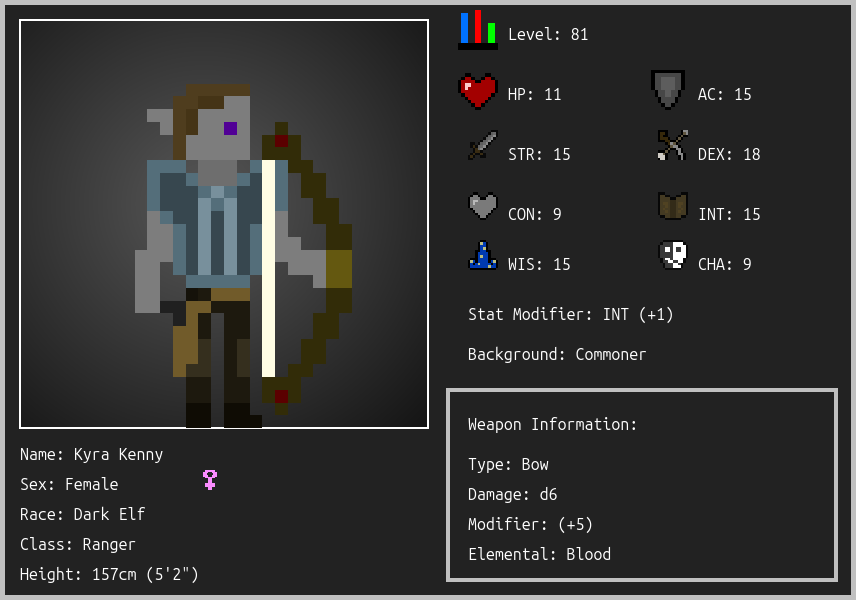 Level: 81
HP: 11
AC: 15
STR: 15
DEX: 18
CON: 9
INT: 15
WIS: 15
CHA: 9
Stat Modifier: INT (+1)
Background: Commoner
Weapon Information:
Type: Bow
Damage: d6
Modifier: (+5)
Elemental: Blood
Name: Kyra Kenny
Sex: Female
Race: Dark Elf
Class: Ranger
Height: 157cm (5'2")